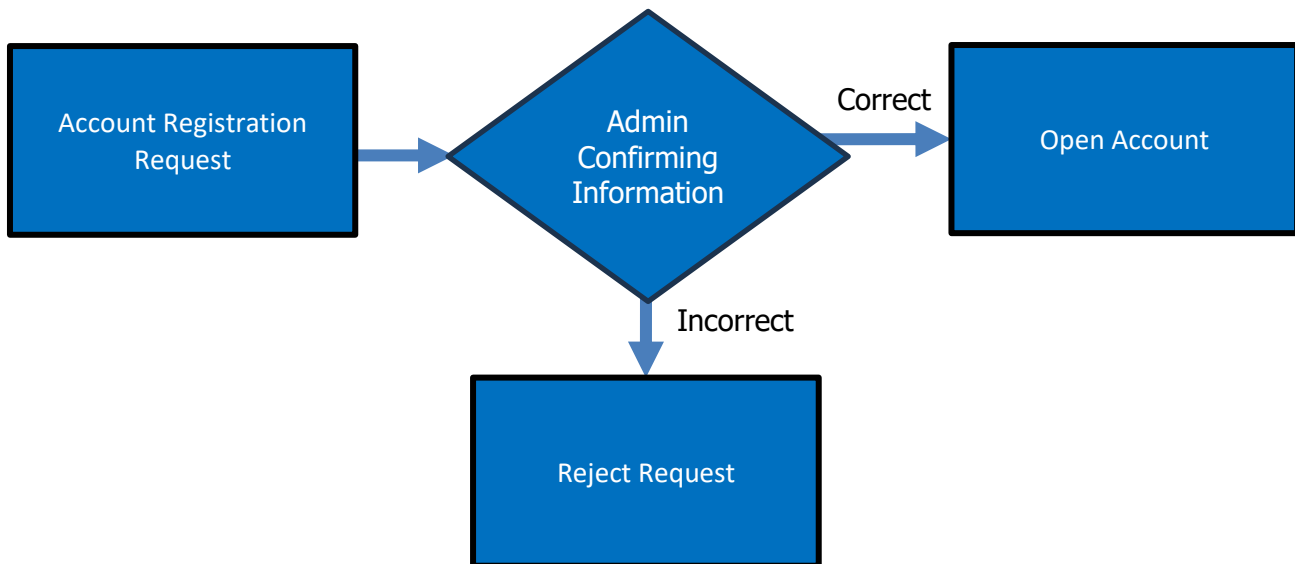 Account Registration
Request
Admin
Confirming
Information
Correct
Open Account
Incorrect
Reject Request